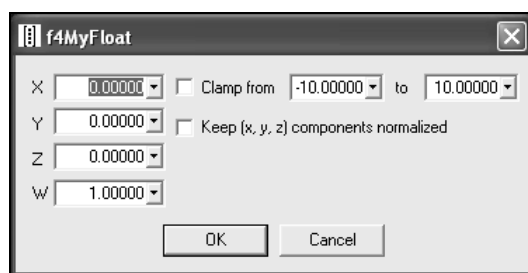 f4MyFloat
X 0.00000 Clamp from -10.00000 to 10.00000
Y 0.00000 Keep (x, y, z) components normalized
Z 0.00000
W 1.00000
OK Cancel